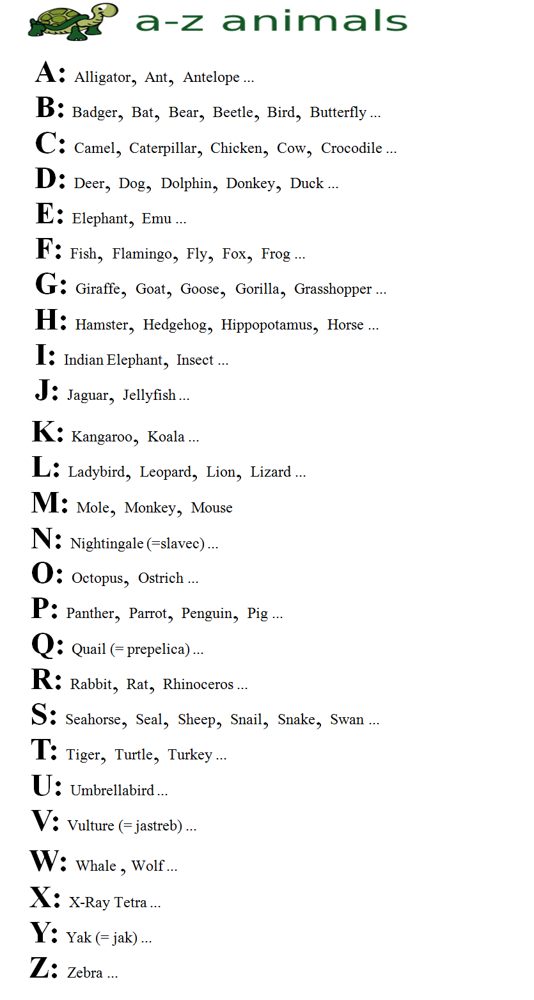 a-z animals
A: Alligator, Ant, Antelope ...
B: Badger, Bat, Bear, Beetle, Bird, Butterfly ...
C: Camel, Caterpillar, Chicken, Cow, Crocodile ...
D: Deer, Dog, Dolphin, Donkey, Duck ...
E: Elephant, Emu ...
F: Fish, Flamingo, Fly, Fox, Frog ...
G: Giraffe, Goat, Goose, Gorilla, Grasshopper ...
H: Hamster, Hedgehog, Hippopotamus, Horse ...
I: Indian Elephant, Insect ...
J: Jaguar, Jellyfish ...
K: Kangaroo, Koala ...
L: Ladybird, Leopard, Lion, Lizard ...
M: Mole, Monkey, Mouse
N: Nightingale (=slavec) ...
O: Octopus, Ostrich ...
P: Panther, Parrot, Penguin, Pig ...
Q: Quail (= prepelica) ...
R: Rabbit, Rat, Rhinoceros ...
S: Seahorse, Seal, Sheep, Snail, Snake, Swan ...
T: Tiger, Turtle, Turkey ...
U: Umbrellabird ...
V: Vulture (= jastreb) ...
W: Whale , Wolf ...
X: X-Ray Tetra ...
Y: Yak (= jak) ...
Z: Zebra ...